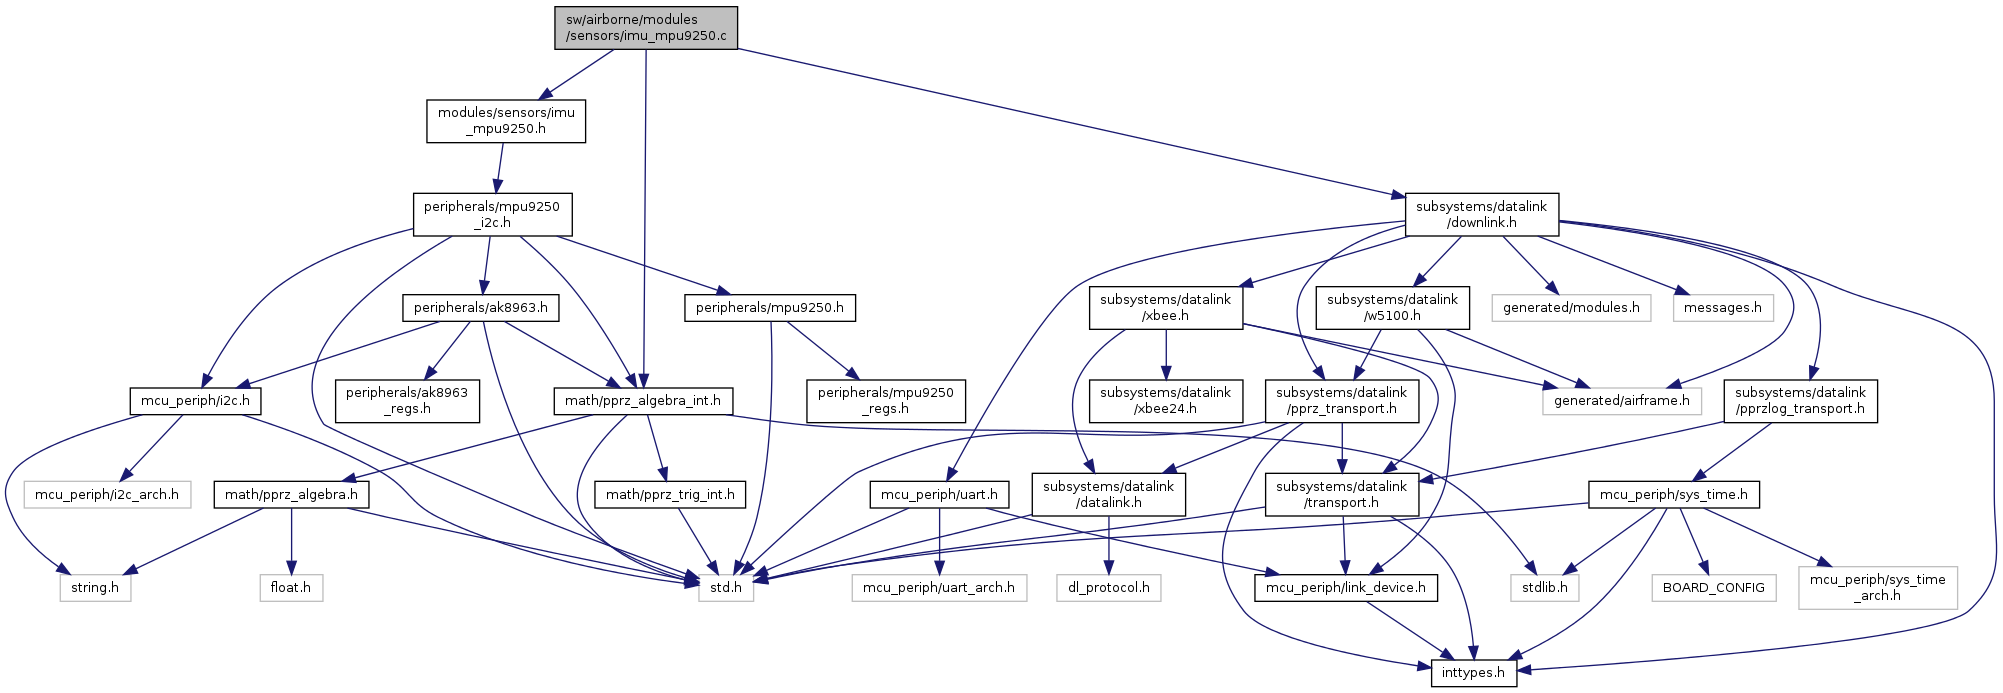 sw/airborne/modules
/sensors/imu_mpu9250.c
modules/sensors/imu
_mpu9250.h
peripherals/mpu9250
_i2c.h
subsystems/datalink
/downlink.h
peripherals/ak8963.h
peripherals/mpu9250.h
subsystems/datalink
/xbee.h
subsystems/datalink
/w5100.h
generated/modules.h
messages.h
mcu_periph/i2c.h
peripherals/ak8963
_regs.h
math/pprz_algebra_int.h
peripherals/mpu9250
_regs.h
subsystems/datalink
/xbee24.h
subsystems/datalink
/pprz_transport.h
generated/airframe.h
subsystems/datalink
/pprzlog_transport.h
mcu_periph/i2c_arch.h
math/pprz_algebra.h
math/pprz_trig_int.h
mcu_periph/uart.h
subsystems/datalink
/datalink.h
subsystems/datalink
/transport.h
mcu_periph/sys_time.h
string.h
float.h
std.h
mcu_periph/uart_arch.h
dl_protocol.h
mcu_periph/link_device.h
stdlib.h
BOARD_CONFIG
mcu_periph/sys_time
_arch.h
inttypes.h